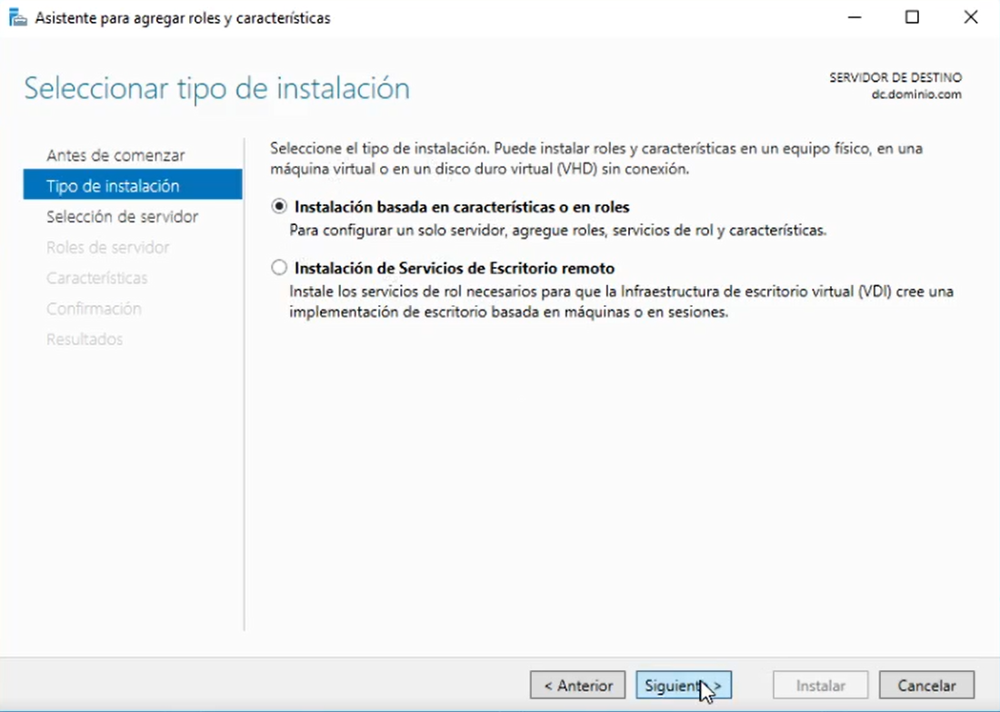 Asistente para agregar roles y características
Seleccionar tipo de instalación
SERVIDOR DE DESTINO
dc.dominio.com
Antes de comenzar
Tipo de instalación
Selección de servidor
Roles de servidor
Características
Confirmación
Resultados
Seleccione el tipo de instalación. Puede instalar roles y características en un equipo físico, en una
máquina virtual o en un disco duro virtual (VHD) sin conexión.
Instalación basada en características o en roles
Para configurar un solo servidor, agregue roles, servicios de rol y características.
Instalación de Servicios de Escritorio remoto
Instale los servicios de rol necesarios para que la Infraestructura de escritorio virtual (VDI) cree una
implementación de escritorio basada en máquinas o en sesiones.
< Anterior
Siguiente >
Instalar
Cancelar